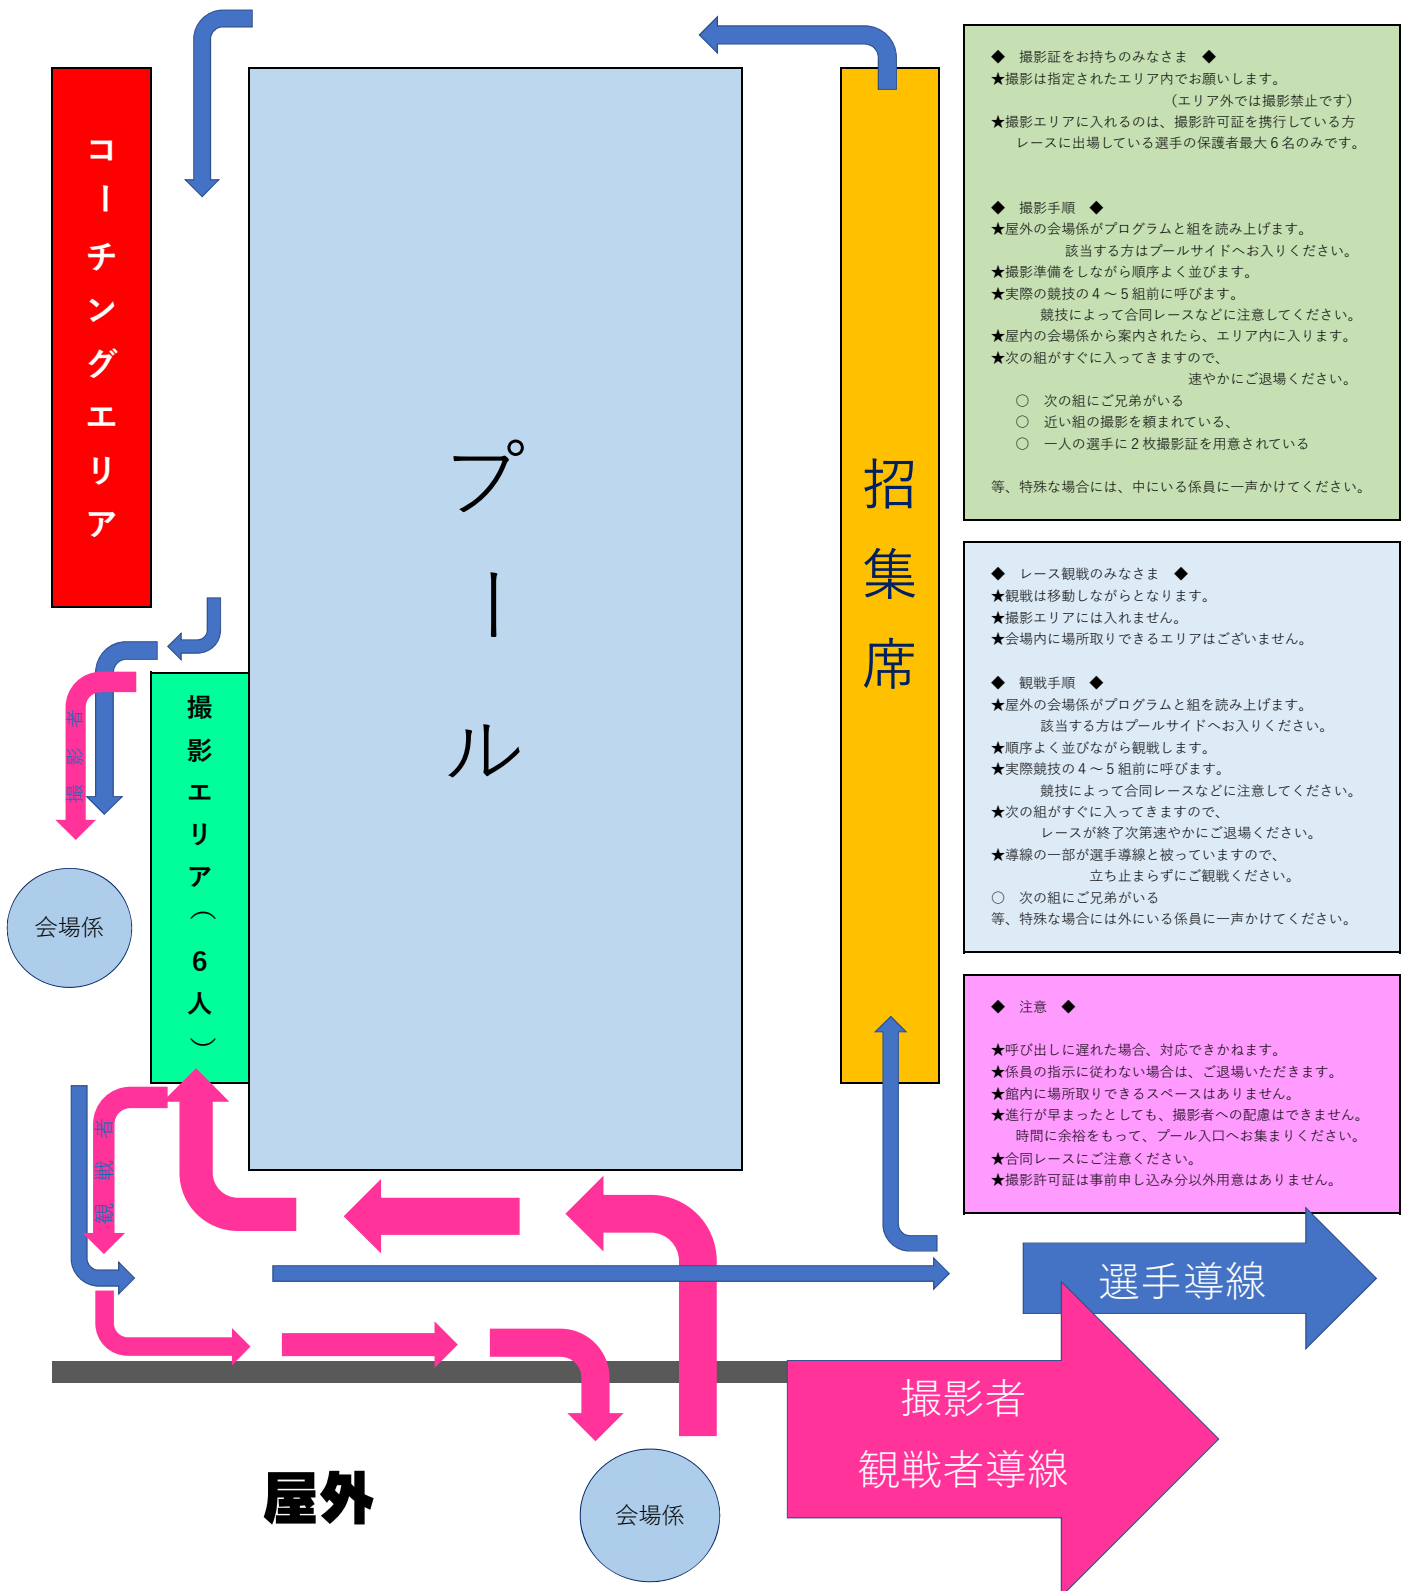 コーチングエリア
プール
招集席
撮影エリア（６人）
撮影者
会場係
観戦者
屋外
会場係
◆　撮影証をお持ちのみなさま　◆
★撮影は指定されたエリア内でお願いします。
（エリア外では撮影禁止です）
★撮影エリアに入れるのは、撮影許可証を携行している方
レースに出場している選手の保護者最大６名のみです。
◆　撮影手順　◆
★屋外の会場係がプログラムと組を読み上げます。
該当する方はプールサイドへお入りください。
★撮影準備をしながら順序よく並びます。
★実際の競技の４～５組前に呼びます。
競技によって合同レースなどに注意してください。
★屋内の会場係から案内されたら、エリア内に入ります。
★次の組がすぐに入ってきますので、
速やかにご退場ください。
○　次の組にご兄弟がいる
○　近い組の撮影を頼まれている、
○　一人の選手に２枚撮影証を用意されている
等、特殊な場合には、中にいる係員に一声かけてください。
◆　レース観戦のみなさま　◆
★観戦は移動しながらとなります。
★撮影エリアには入れません。
★会場内に場所取りできるエリアはございません。
◆　観戦手順　◆
★屋外の会場係がプログラムと組を読み上げます。
該当する方はプールサイドへお入りください。
★順序よく並びながら観戦します。
★実際競技の４～５組前に呼びます。
競技によって合同レースなどに注意してください。
★次の組がすぐに入ってきますので、
レースが終了次第速やかにご退場ください。
★導線の一部が選手導線と被っていますので、
立ち止まらずにご観戦ください。
○　次の組にご兄弟がいる
等、特殊な場合には外にいる係員に一声かけてください。
◆　注意　◆
★呼び出しに遅れた場合、対応できかねます。
★係員の指示に従わない場合は、ご退場いただきます。
★館内に場所取りできるスペースはありません。
★進行が早まったとしても、撮影者への配慮はできません。
時間に余裕をもって、プール入口へお集まりください。
★合同レースにご注意ください。
★撮影許可証は事前申し込み分以外用意はありません。
選手導線
撮影者
観戦者導線